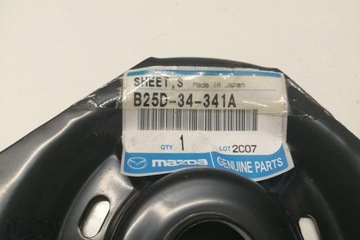 SHEET,S Made in Japan
B25D-34-341A
QTY 1 LOT 2C07
mazda GENUINE PARTS